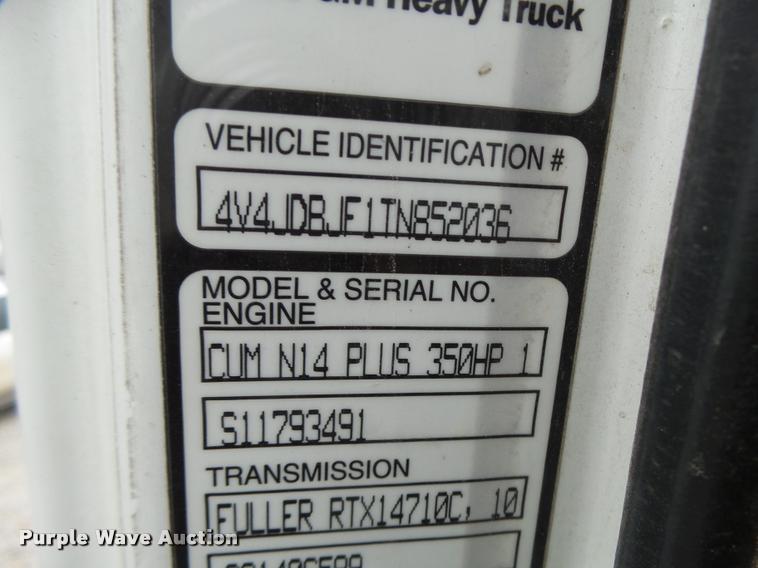 Heavy Truck
VEHICLE IDENTIFICATION #
4V4JDBJF1TN852036
MODEL & SERIAL NO.
ENGINE
CUM N14 PLUS 350HP 1
S11793491
TRANSMISSION
FULLER RTX14710C, 10
Purple Wave Auction